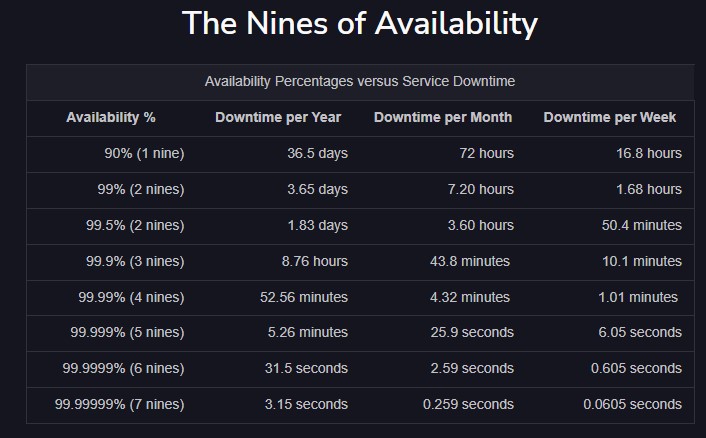 The Nines of Availability
Availability Percentages versus Service Downtime
Availability % Downtime per Year Downtime per Month Downtime per Week
90% (1 nine) 36.5 days 72 hours 16.8 hours
99% (2 nines) 3.65 days 7.20 hours 1.68 hours
99.5% (2 nines) 1.83 days 3.60 hours 50.4 minutes
99.9% (3 nines) 8.76 hours 43.8 minutes 10.1 minutes
99.99% (4 nines) 52.56 minutes 4.32 minutes 1.01 minutes
99.999% (5 nines) 5.26 minutes 25.9 seconds 6.05 seconds
99.9999% (6 nines) 31.5 seconds 2.59 seconds 0.605 seconds
99.99999% (7 nines) 3.15 seconds 0.259 seconds 0.0605 seconds